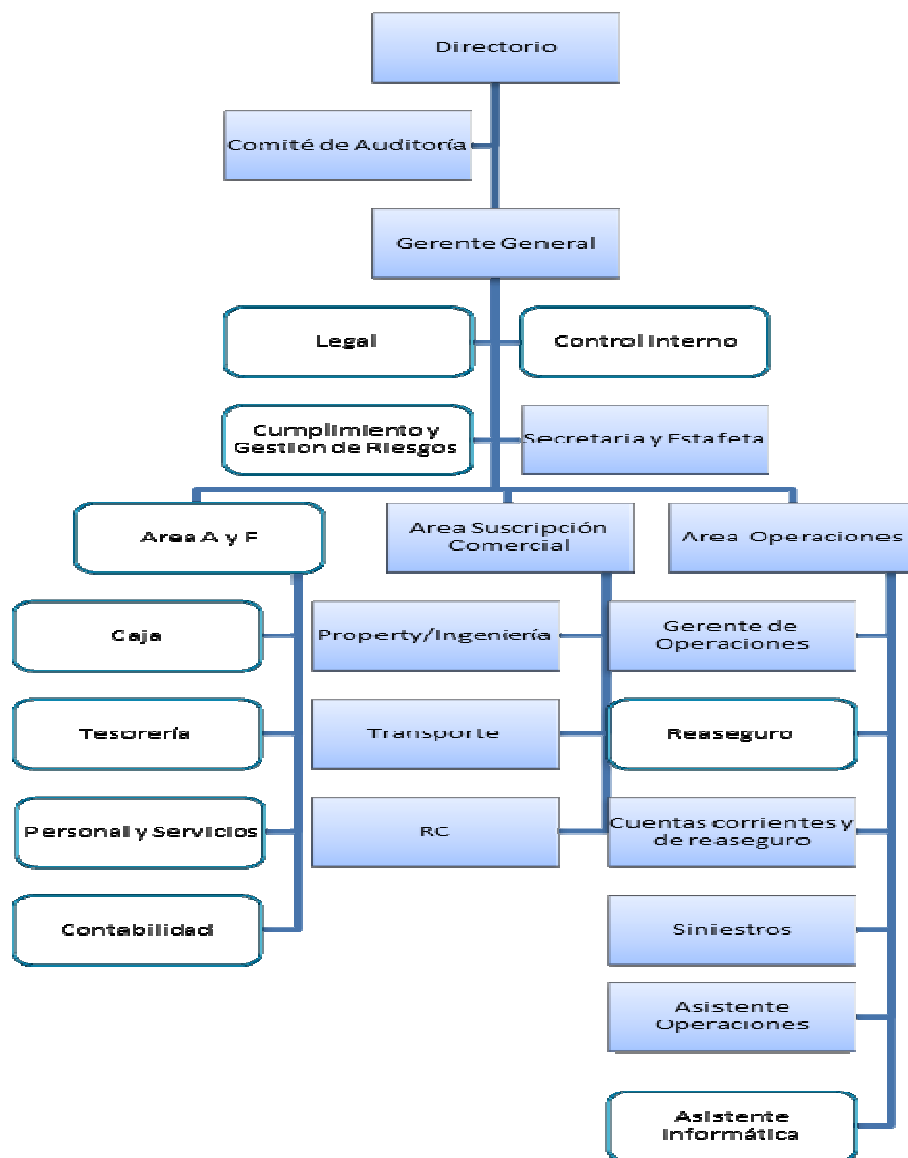 Directorio
Comité de Auditoría
Gerente General
Legal
Control Interno
Cumplimiento y
Gestion de Riesgos
Secretaria y Estafeta
Area A y F
Area Suscripción
Comercial
Area Operaciones
Caja
Property/Ingeniería
Gerente de
Operaciones
Tesorería
Transporte
Reaseguro
Personal y Servicios
RC
Cuentas corrientes y
de reaseguro
Contabilidad
Siniestros
Asistente
Operaciones
Asistente
Informática